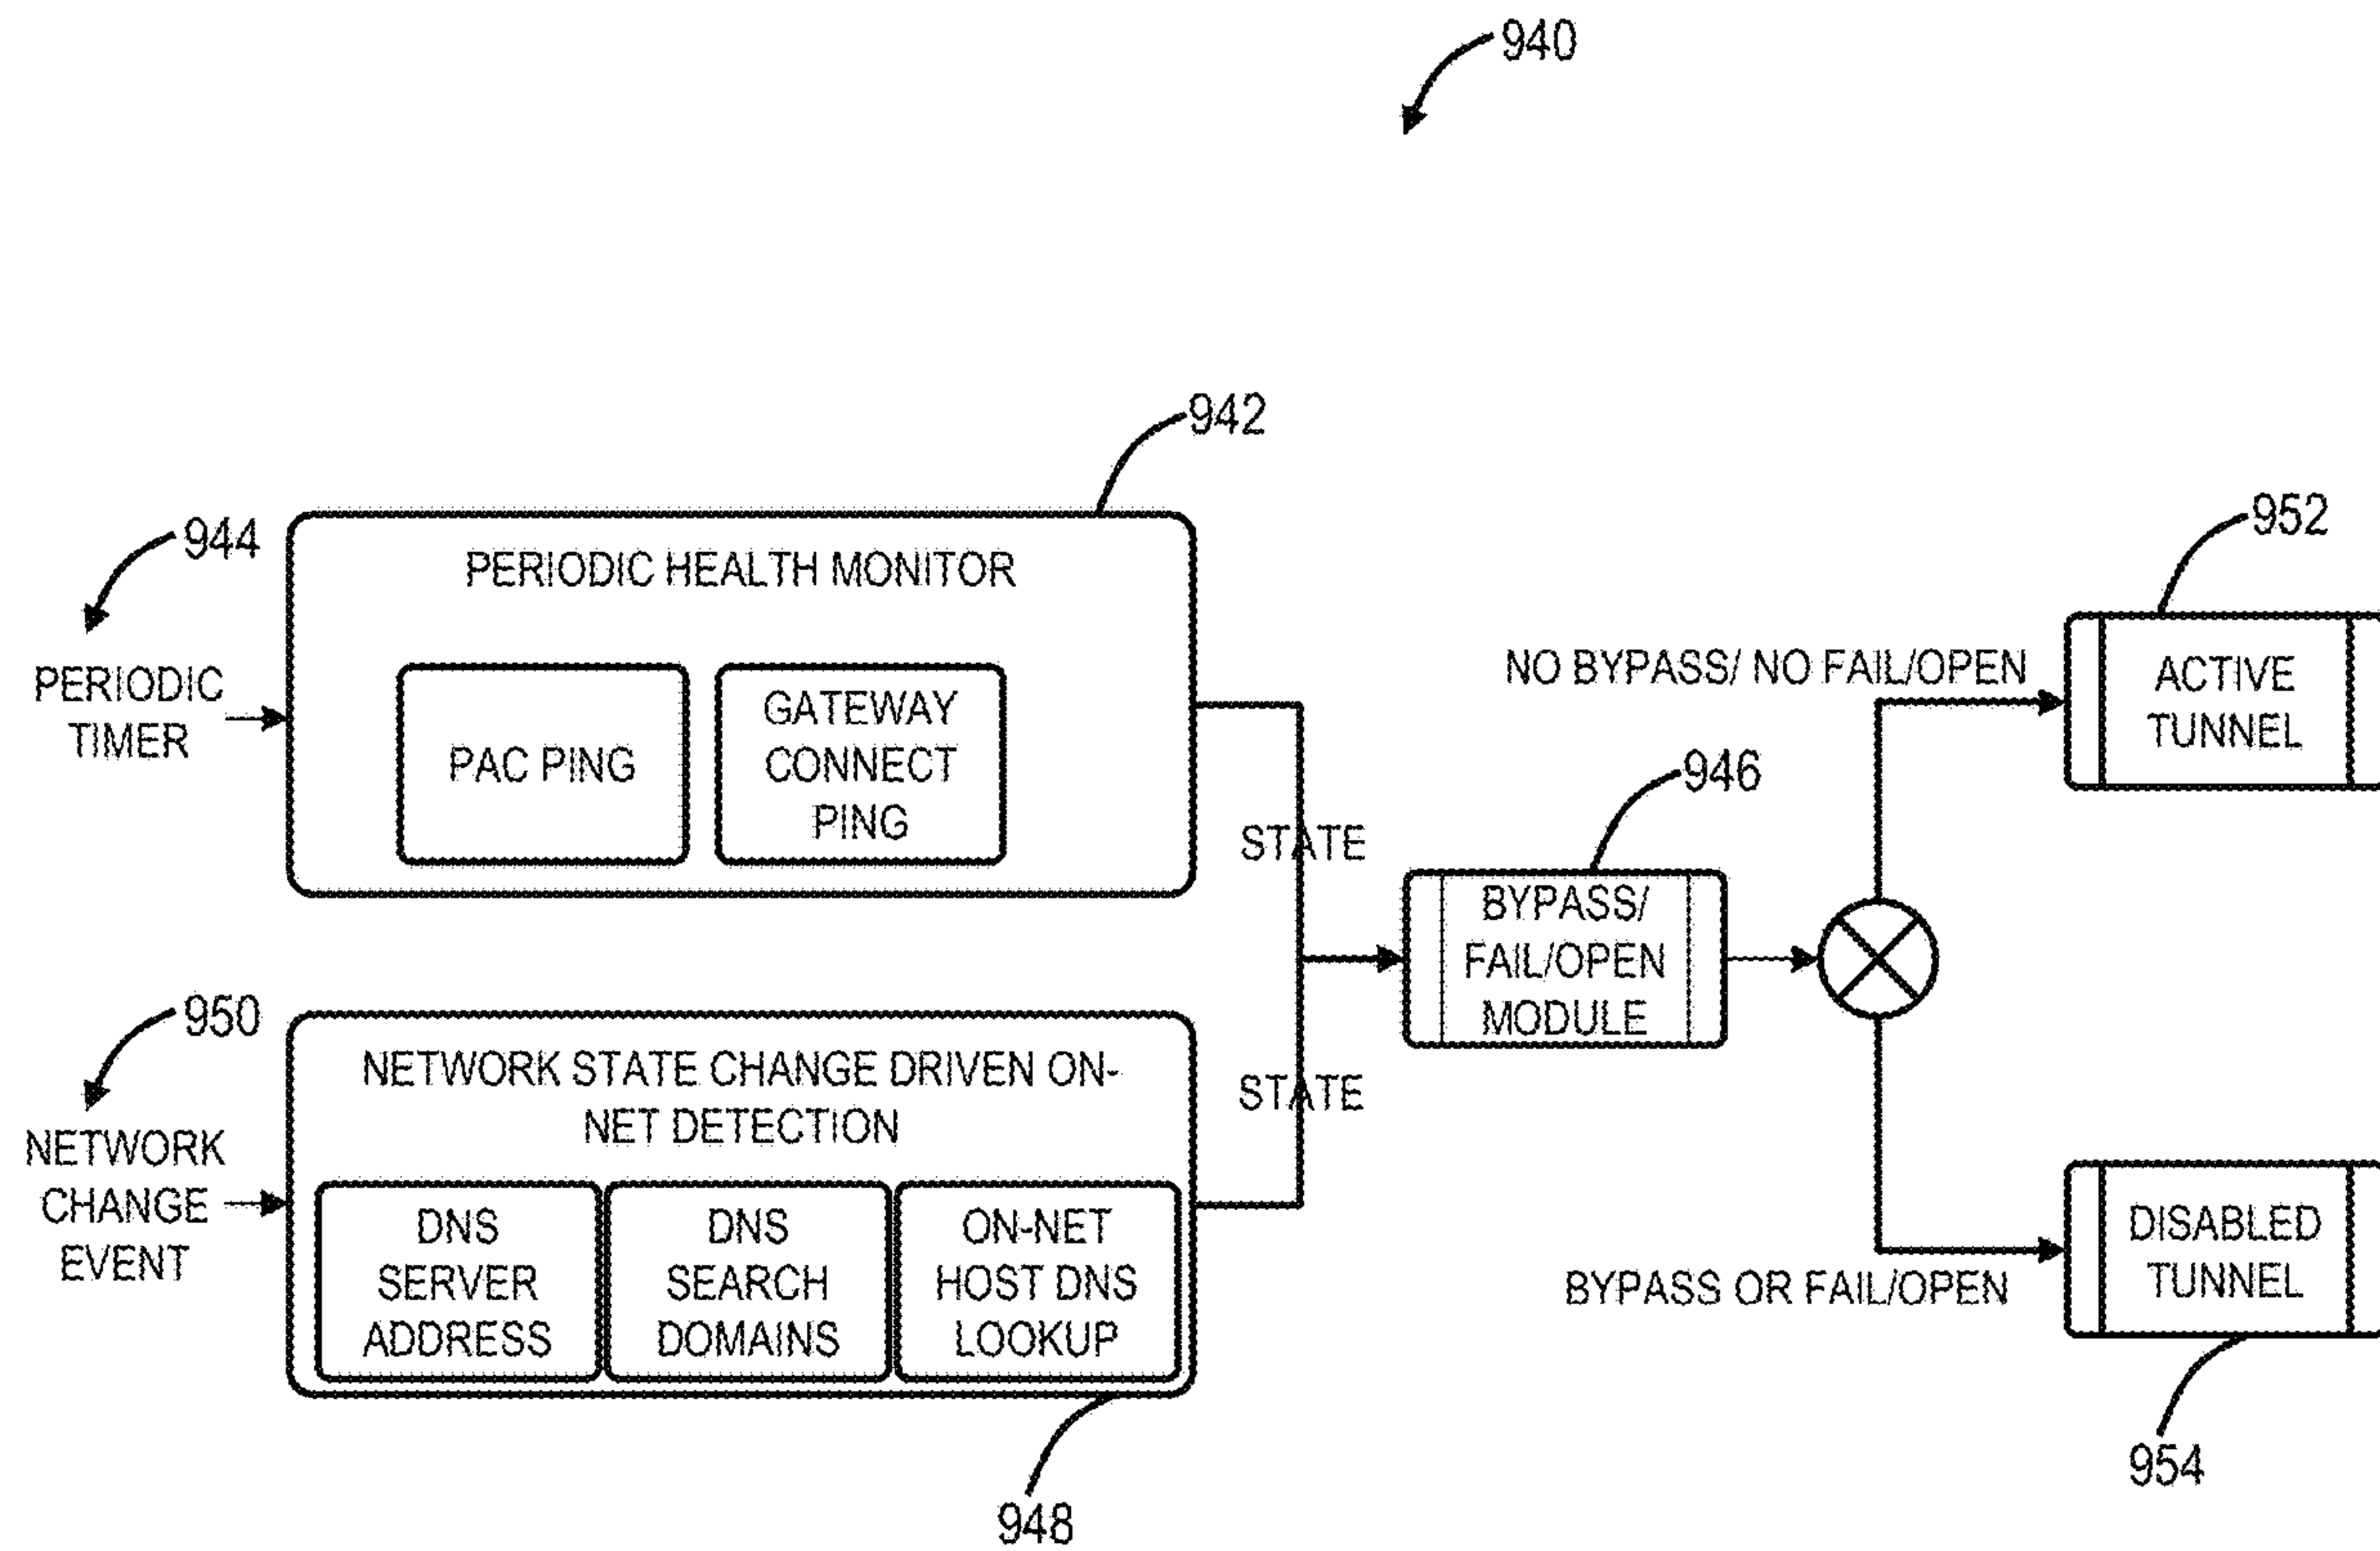 940
942
944
PERIODIC HEALTH MONITOR
952
PERIODIC
TIMER
PAC PING
GATEWAY
CONNECT
PING
NO BYPASS/ NO FAIL/OPEN
ACTIVE
TUNNEL
946
STATE
BYPASS/
FAIL/OPEN
MODULE
950
NETWORK STATE CHANGE DRIVEN ON-
NET DETECTION
STATE
NETWORK
CHANGE
EVENT
DNS
SERVER
ADDRESS
DNS
SEARCH
DOMAINS
ON-NET
HOST DNS
LOOKUP
BYPASS OR FAIL/OPEN
DISABLED
TUNNEL
954
948